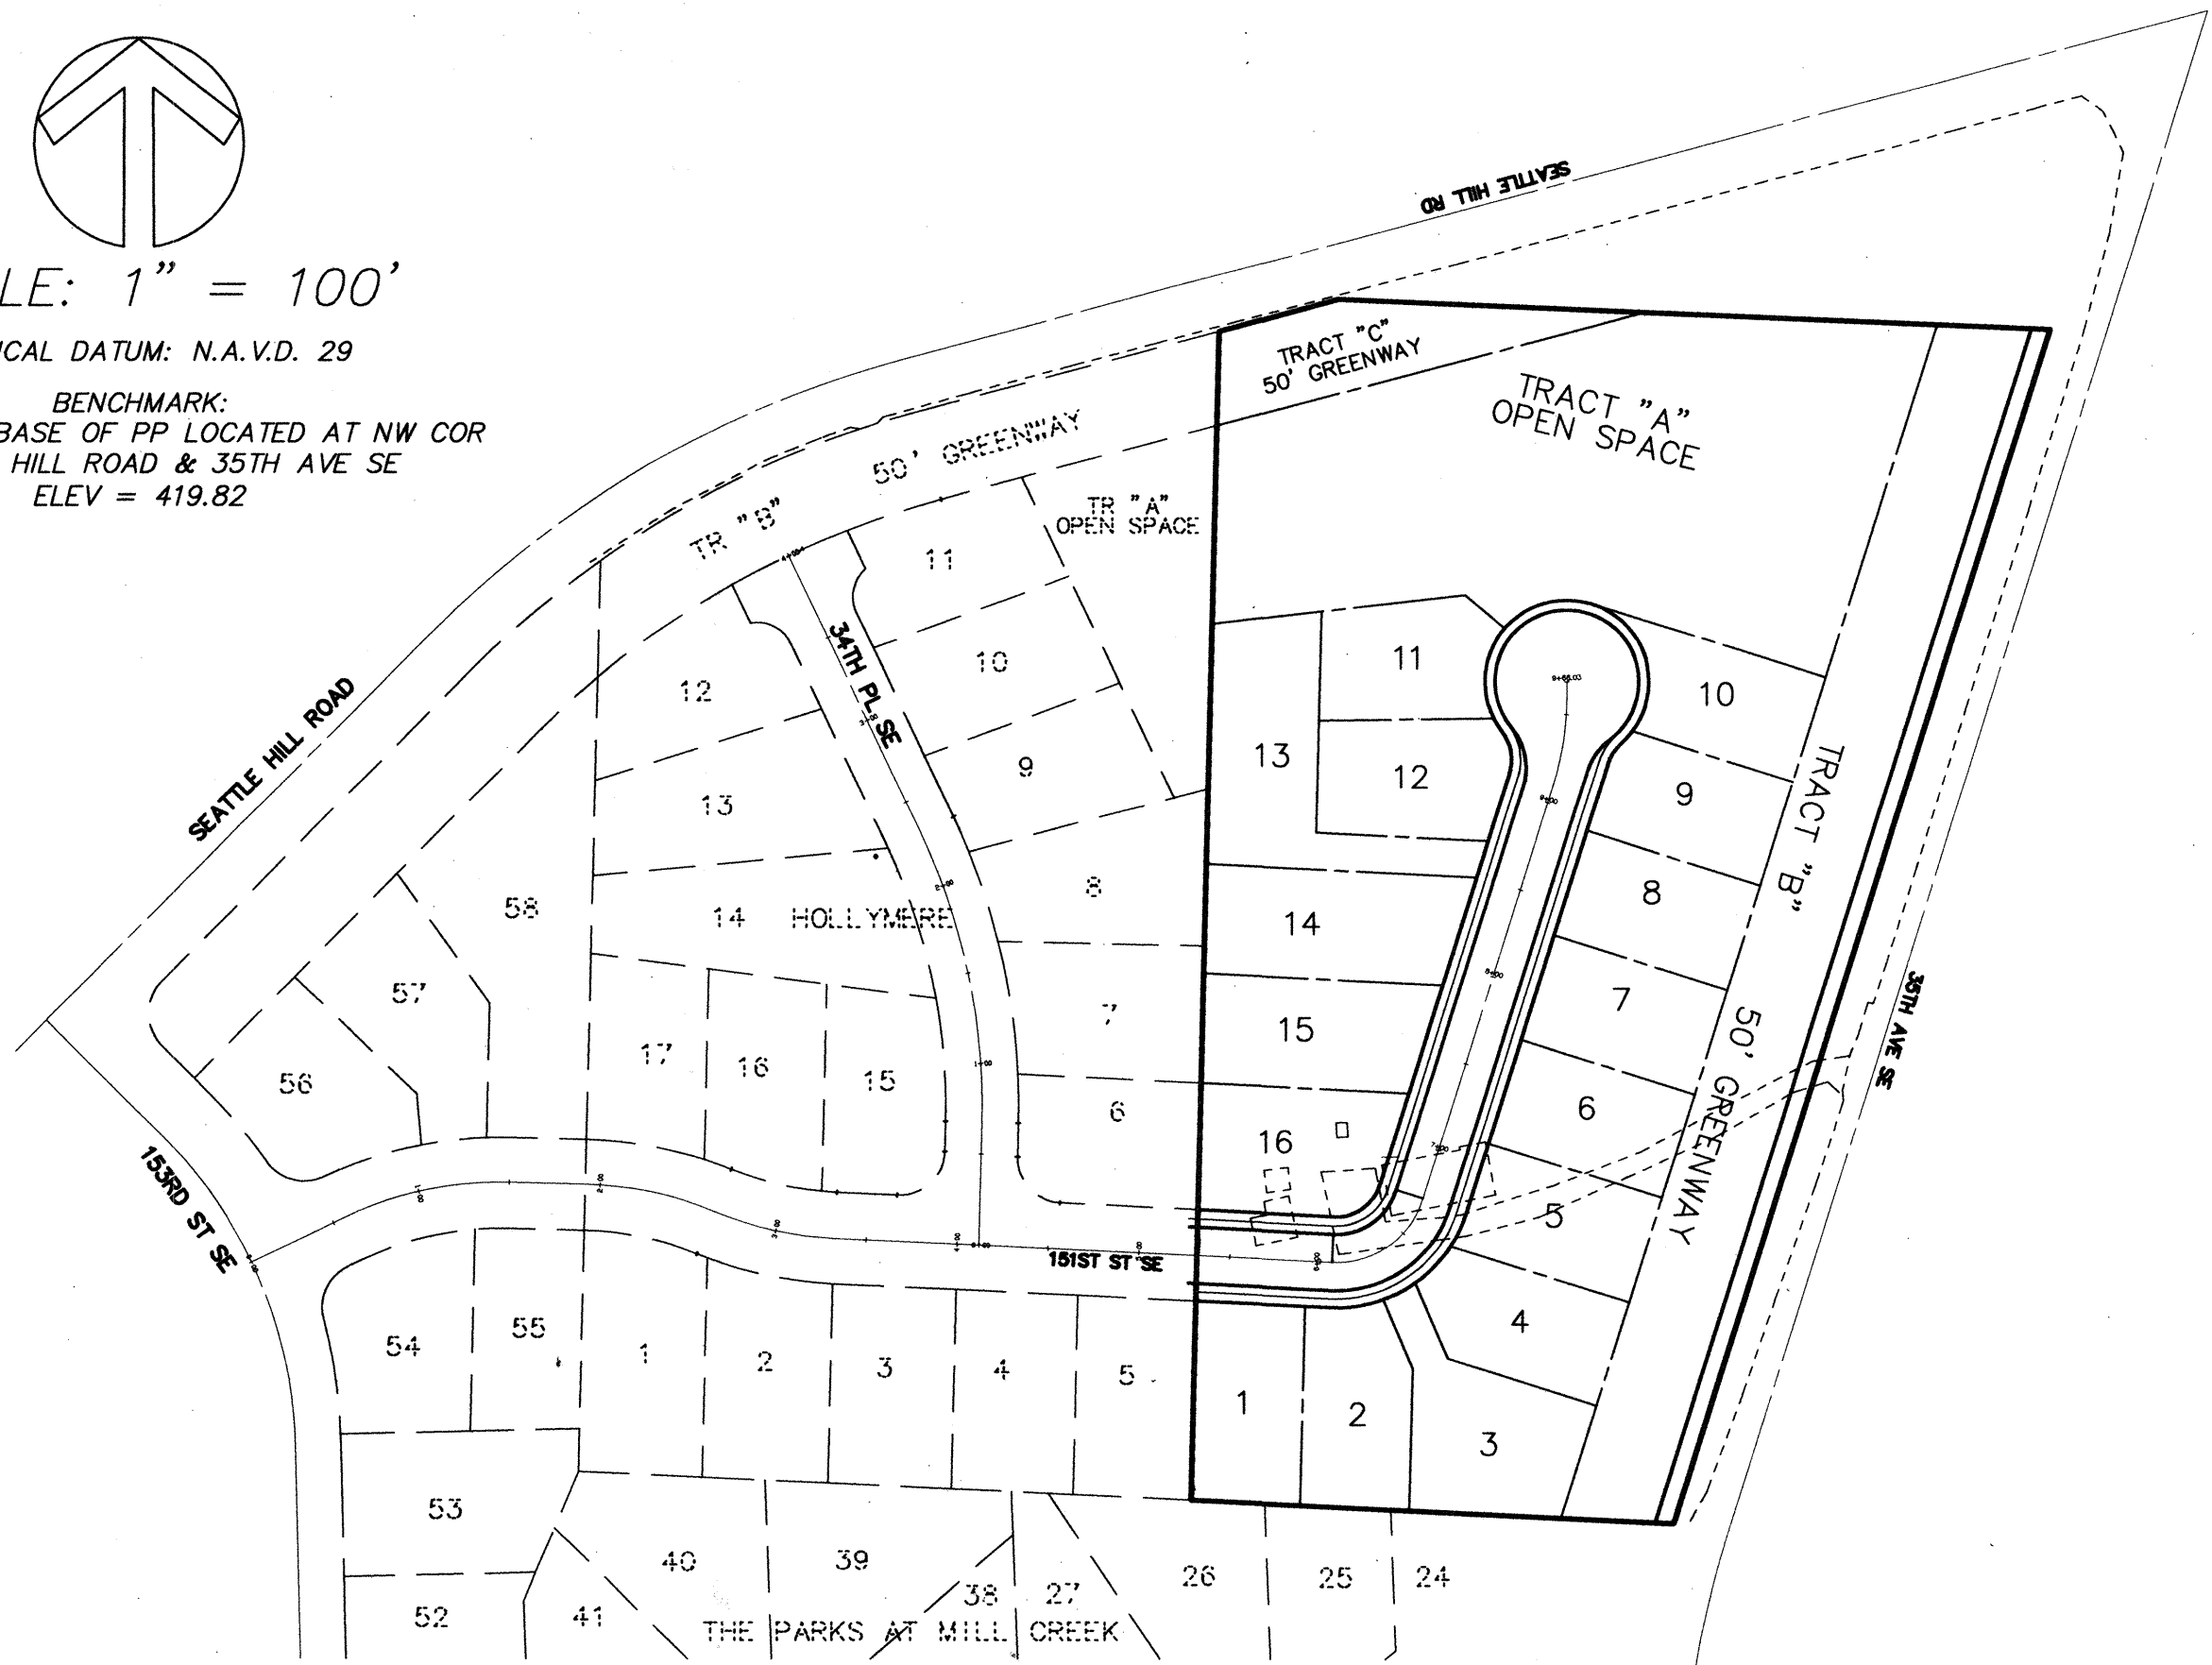 LE: 1" = 100'
ICAL DATUM: N.A.V.D. 29
BENCHMARK:
BASE OF PP LOCATED AT NW COR
HILL ROAD & 35TH AVE SE
ELEV = 419.82
SEATTLE HILL RD
TRACT "C"
50' GREENWAY
TRACT "A"
OPEN SPACE
50' GREENWAY
TR "B"
TR "A"
OPEN SPACE
34TH PL SE
SEATTLE HILL ROAD
11
10
9
8
7
6
12
13
14
HOLLYMERE
15
16
17
58
57
56
153RD ST SE
151ST ST SE
11
12
13
14
15
16
10
9
8
7
6
5
4
3
2
1
9+66.03
TRACT "B"
50' GREENWAY
35TH AVE SE
54
55
1
2
3
4
5
53
52
41
40
39
38
27
26
25
24
THE PARKS AT MILL CREEK